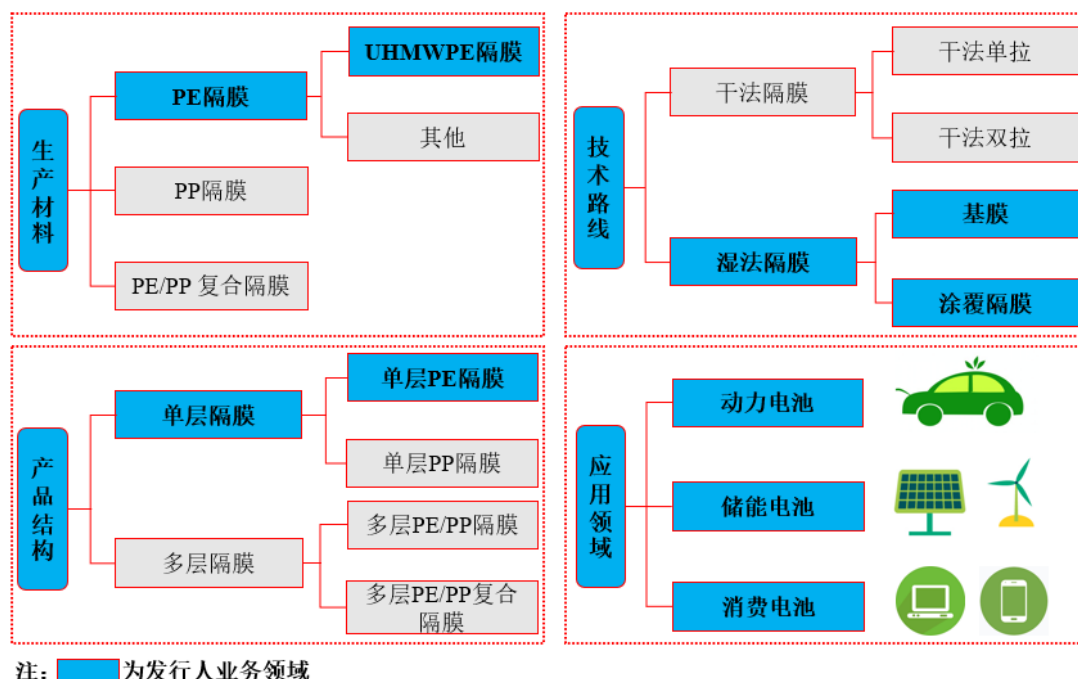 生产材料
PE隔膜
UHMWPE隔膜
其他
PP隔膜
PE/PP 复合隔膜
技术路线
干法隔膜
干法单拉
干法双拉
湿法隔膜
基膜
涂覆隔膜
产品结构
单层隔膜
单层PE隔膜
单层PP隔膜
多层隔膜
多层PE/PP隔膜
多层PE/PP复合
隔膜
应用领域
动力电池
储能电池
消费电池
注： 为发行人业务领域